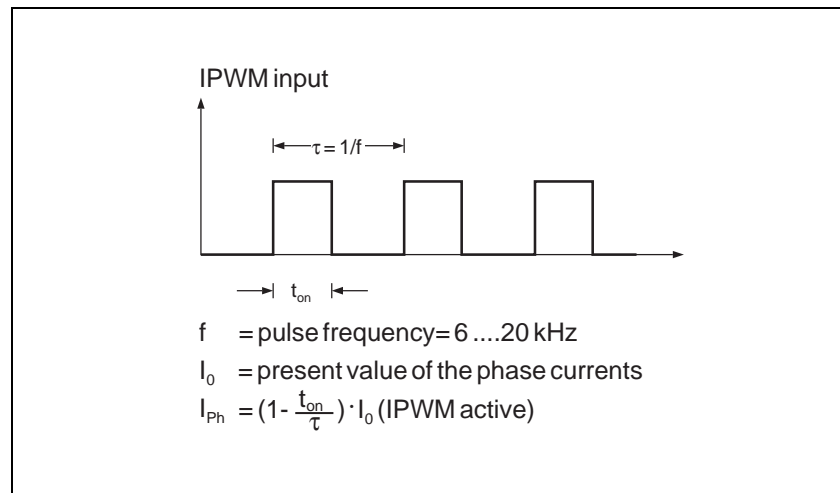 IPWM input
τ = 1/f
t_on
f = pulse frequency= 6 ....20 kHz
I_0 = present value of the phase currents
I_Ph = (1- t_on/τ) · I_0 (IPWM active)